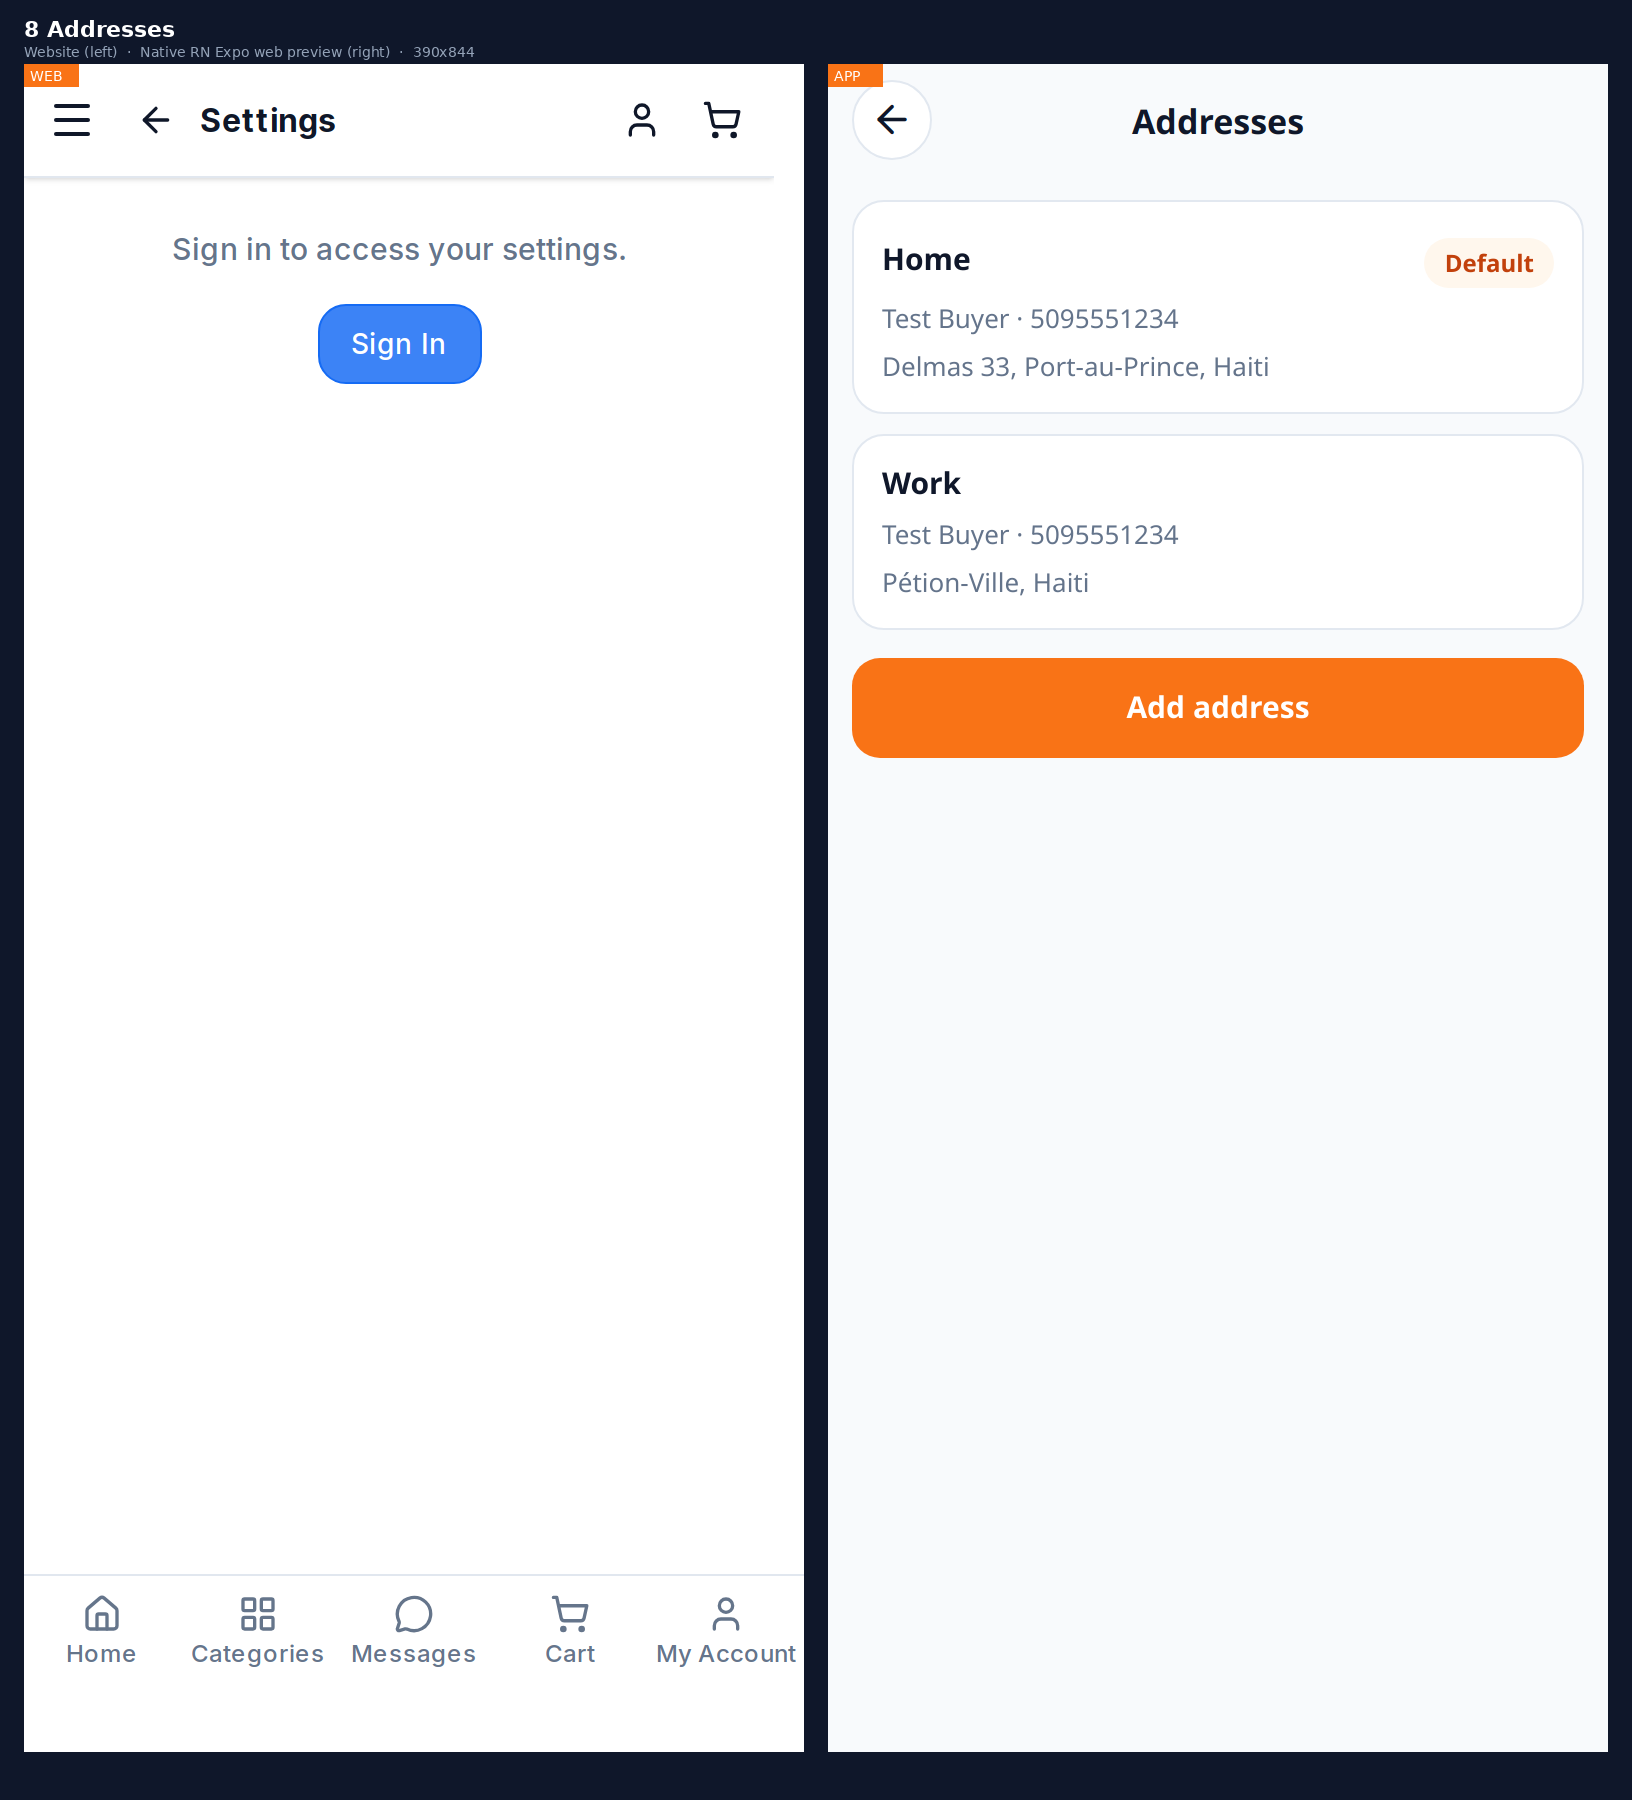 8 Addresses
Website (left) · Native RN Expo web preview (right) · 390x844
WEB
Settings
Sign in to access your settings.
Sign In
Home
Categories
Messages
Cart
My Account
APP
Addresses
Home
Default
Test Buyer · 5095551234
Delmas 33, Port-au-Prince, Haiti
Work
Test Buyer · 5095551234
Pétion-Ville, Haiti
Add address